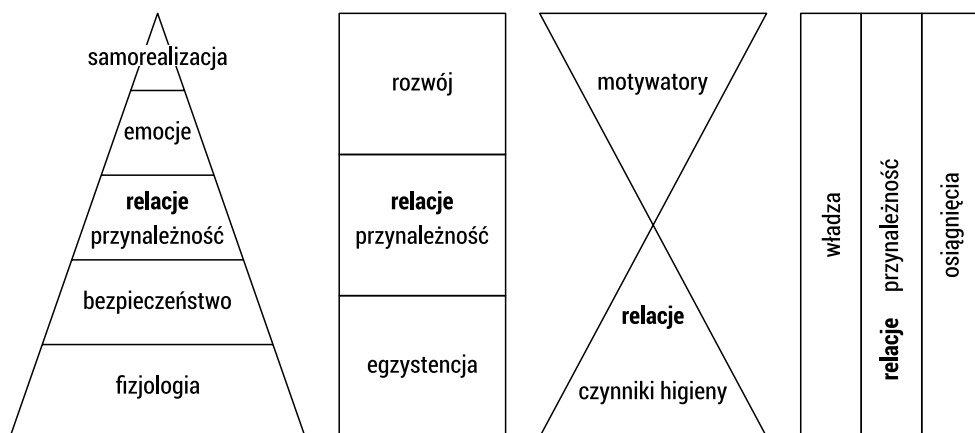 samorealizacja
emocje
relacje
przynależność
bezpieczeństwo
fizjologia
rozwój
relacje
przynależność
egzystencja
motywatory
relacje
czynniki higieny
władza
relacje przynależność
osiągnięcia